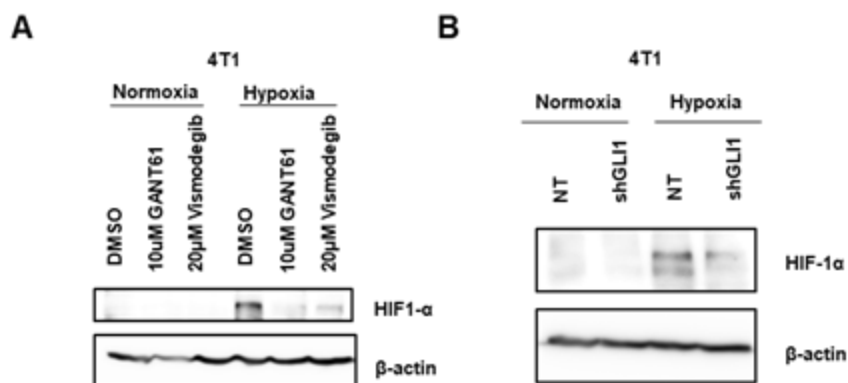 A
4T1
Normoxia Hypoxia
DMSO
10uM GANT61
20μM Vismodegib
DMSO
10uM GANT61
20μM Vismodegib
HIF1-α
β-actin
B
4T1
Normoxia Hypoxia
NT
shGLI1
NT
shGLI1
HIF-1α
β-actin